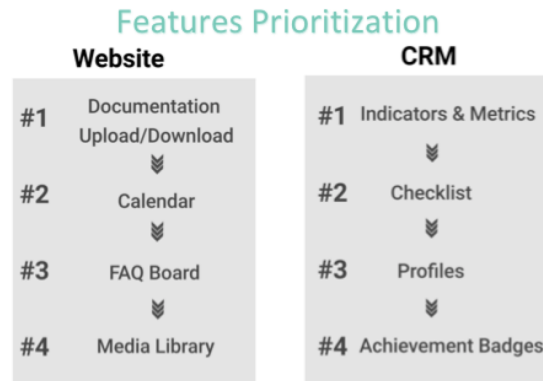 Features Prioritization
Website
#1 Documentation
Upload/Download
#2 Calendar
#3 FAQ Board
#4 Media Library
CRM
#1 Indicators & Metrics
#2 Checklist
#3 Profiles
#4 Achievement Badges